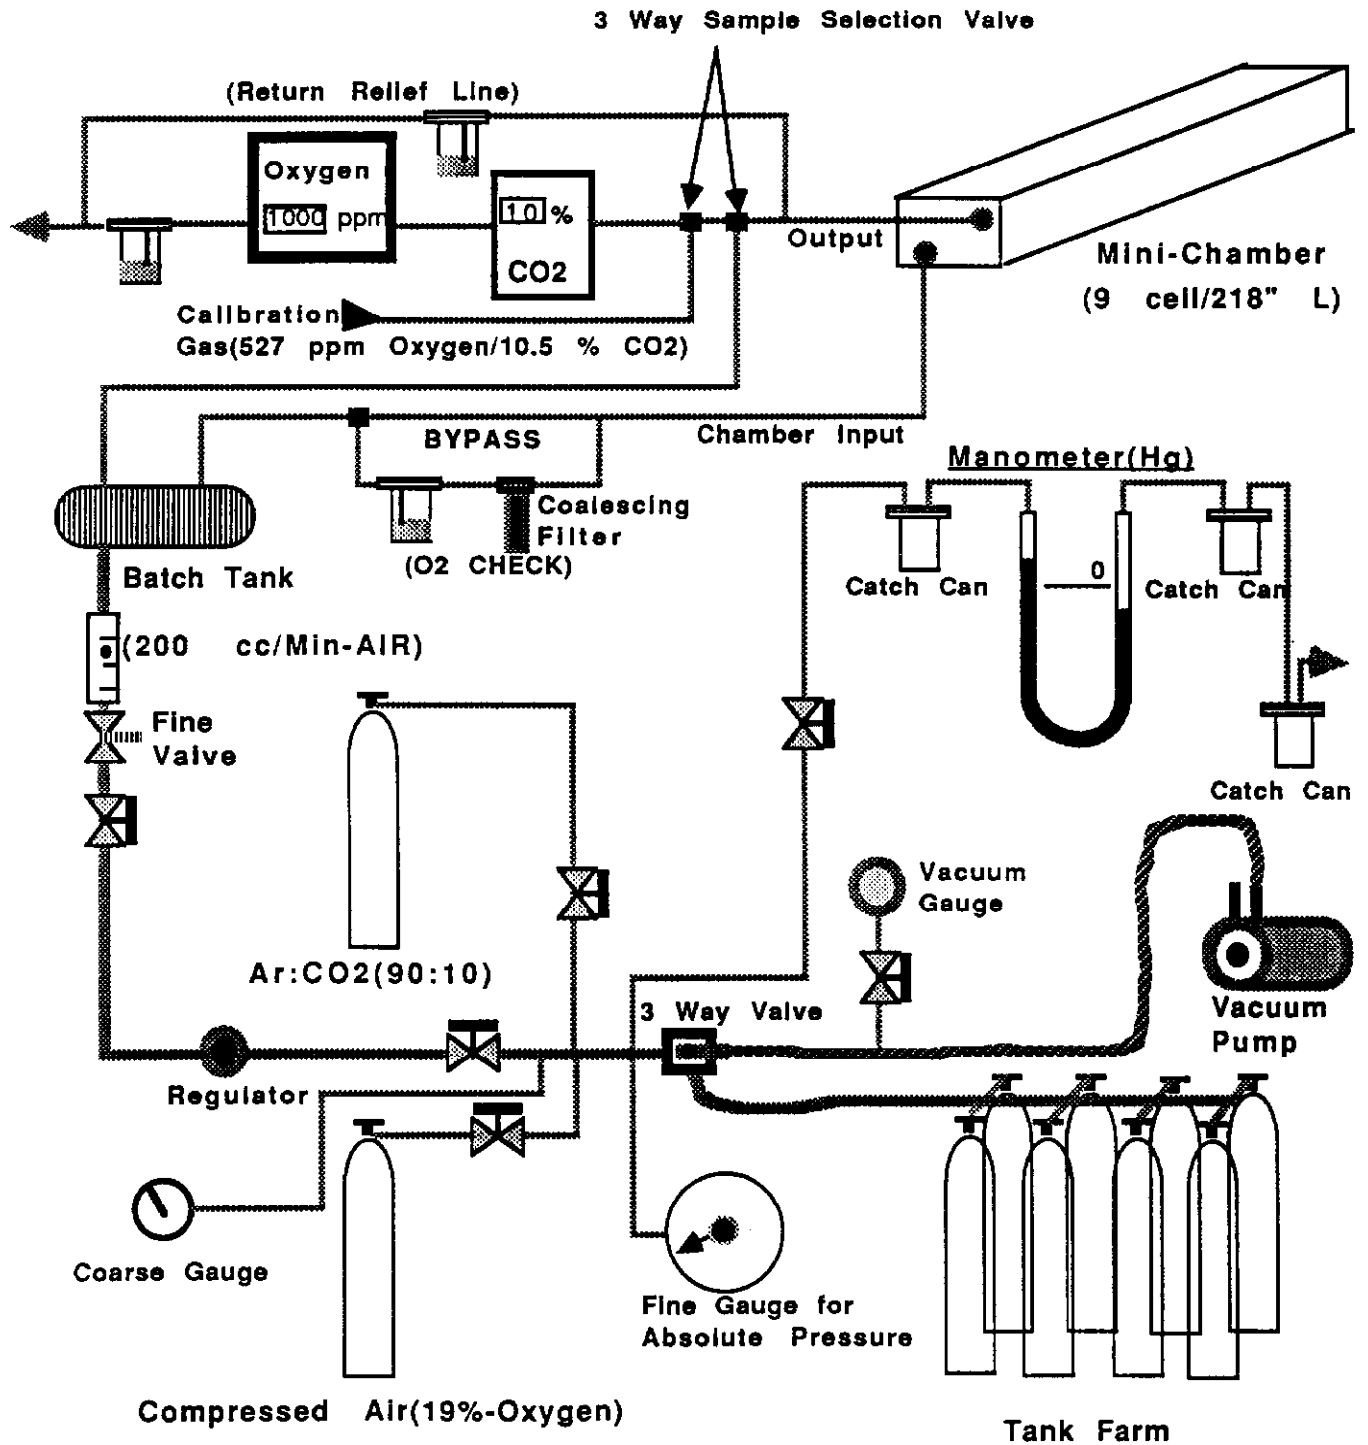 3 Way Sample Selection Valve
(Return Relief Line)
Oxygen
1000 ppm
10 %
CO2
Output
Mini-Chamber
(9 cell/218" L)
Calibration
Gas(527 ppm Oxygen/10.5 % CO2)
BYPASS
Chamber Input
Manometer(Hg)
Coalescing
Filter
(O2 CHECK)
0
Catch Can
Catch Can
Batch Tank
(200 cc/Min-AIR)
Fine
Valve
Catch Can
Vacuum
Gauge
Ar:CO2(90:10)
3 Way Valve
Vacuum
Pump
Regulator
Coarse Gauge
Fine Gauge for
Absolute Pressure
Compressed Air(19%-Oxygen)
Tank Farm